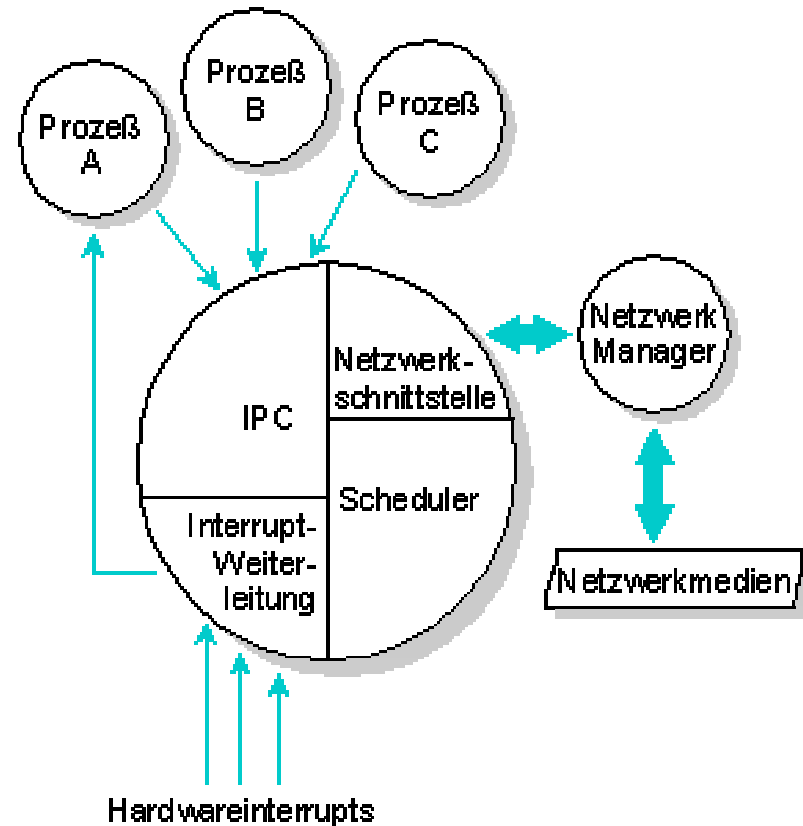 Prozeß
A
Prozeß
B
Prozeß
C
Netzwerk-
schnittstelle
IPC
Scheduler
Interrupt-
Weiter-
leitung
Netzwerk
Manager
Netzwerkmedien
Hardwareinterrupts